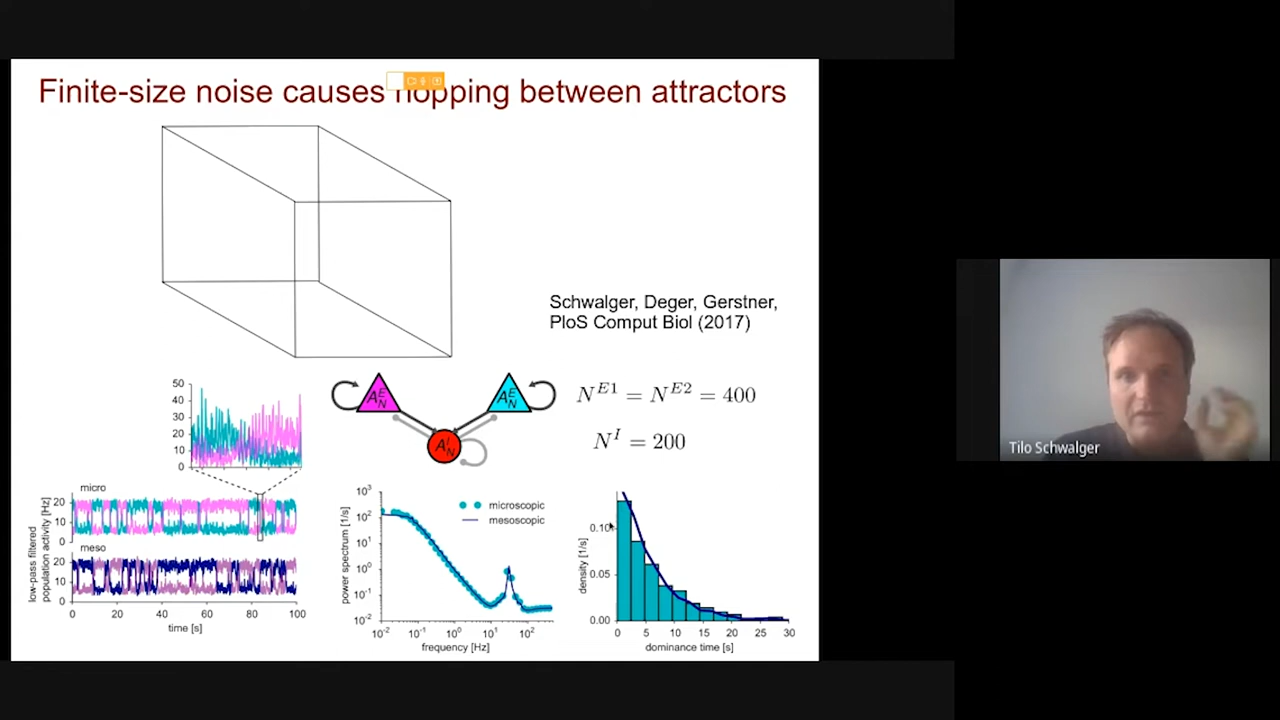 Finite-size noise causes hopping between attractors
Schwalger, Deger, Gerstner,
PloS Comput Biol (2017)
A_N^E
A_N^E
N^{E1} = N^{E2} = 400
A_N^I
N^I = 200
50
40
30
20
10
0
micro
20
10
0
meso
20
10
0
low-pass filtered
population activity [Hz]
0 20 40 60 80 100
time [s]
10^3
10^2
10^1
10^0
10^-1
10^-2
power spectrum [1/s]
microscopic
mesoscopic
10^-2 10^-1 10^0 10^1 10^2
frequency [Hz]
0.10
0.05
0.00
density [1/s]
0 5 10 15 20 25 30
dominance time [s]
Tilo Schwalger